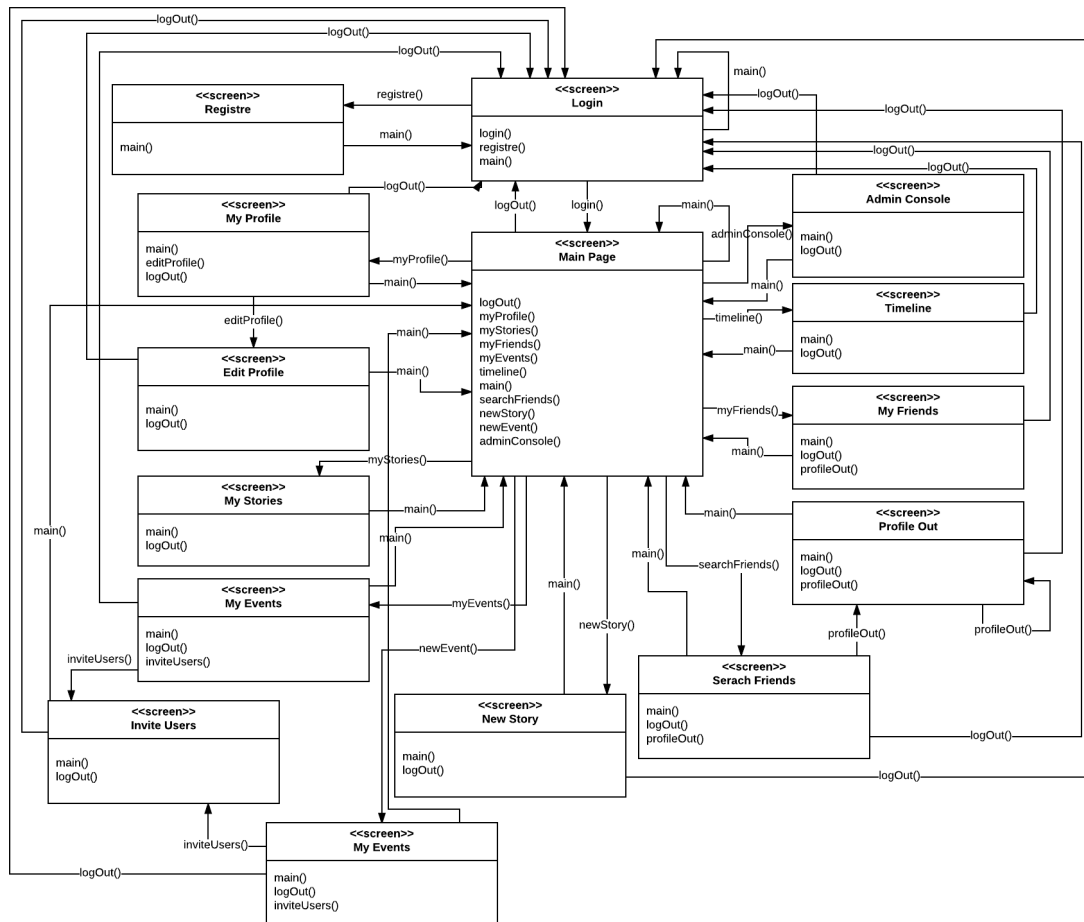 logOut()
logOut()
logOut()
logOut()
<<screen>>
Registre
main()
registre()
main()
<<screen>>
Login
login()
registre()
main()
main()
logOut()
logOut()
logOut()
logOut()
<<screen>>
Admin Console
main()
logOut()
logOut()
<<screen>>
My Profile
main()
editProfile()
logOut()
logOut()
login()
main()
adminConsole()
myProfile()
main()
<<screen>>
Main Page
logOut()
myProfile()
myStories()
myFriends()
myEvents()
timeline()
main()
searchFriends()
newStory()
newEvent()
adminConsole()
main()
timeline()
<<screen>>
Timeline
main()
logOut()
main()
editProfile()
main()
<<screen>>
Edit Profile
main()
logOut()
main()
myFriends()
<<screen>>
My Friends
main()
logOut()
profileOut()
main()
myStories()
<<screen>>
My Stories
main()
logOut()
main()
main()
main()
<<screen>>
Profile Out
main()
logOut()
profileOut()
main()
main()
main()
searchFriends()
<<screen>>
My Events
main()
logOut()
inviteUsers()
myEvents()
newStory()
profileOut()
profileOut()
newEvent()
inviteUsers()
<<screen>>
Serach Friends
main()
logOut()
profileOut()
logOut()
<<screen>>
Invite Users
main()
logOut()
<<screen>>
New Story
main()
logOut()
logOut()
inviteUsers()
<<screen>>
My Events
main()
logOut()
inviteUsers()
logOut()